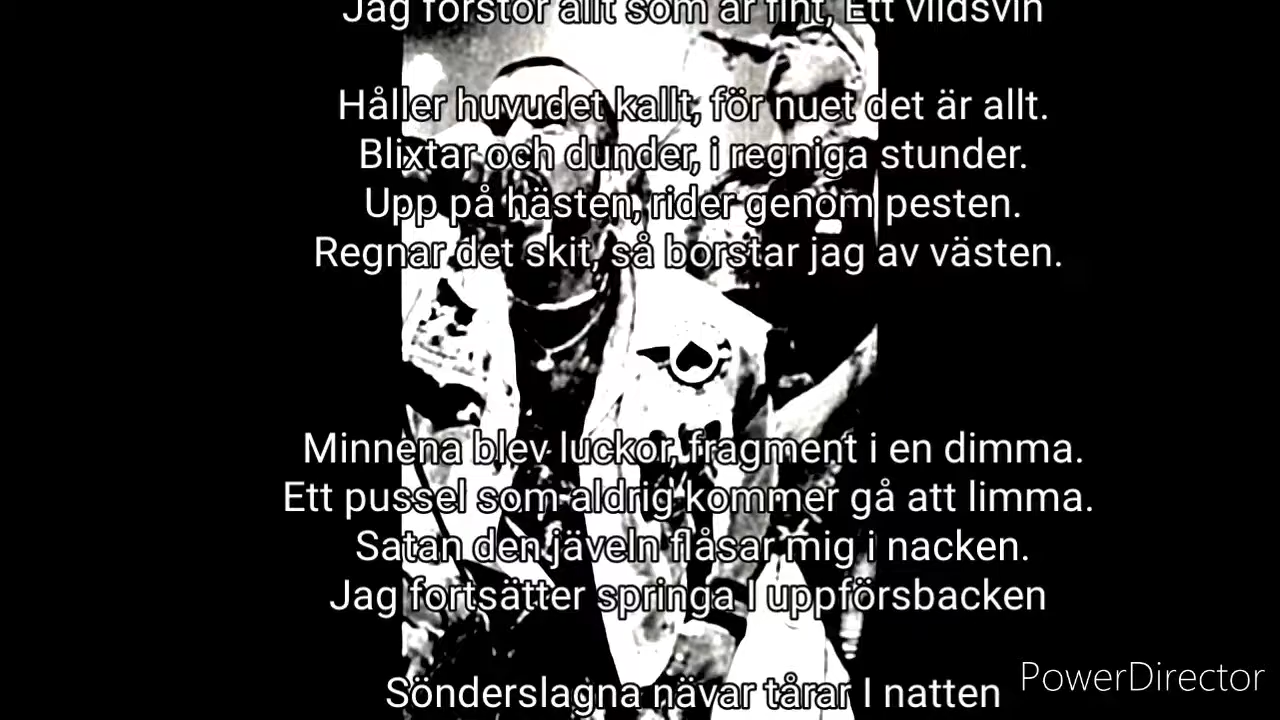 Jag förstör allt som är fint, Ett vildsvin
Håller huvudet kallt, för nuet det är allt.
Blixtar och dunder, i regniga stunder.
Upp på hästen, rider genom pesten.
Regnar det skit, så borstar jag av västen.
Minnena blev luckor, fragment i en dimma.
Ett pussel som aldrig kommer gå att limma.
Satan den jäveln flåsar mig i nacken.
Jag fortsätter springa I uppförsbacken
Sönderslagna nävar tårar I natten
PowerDirector